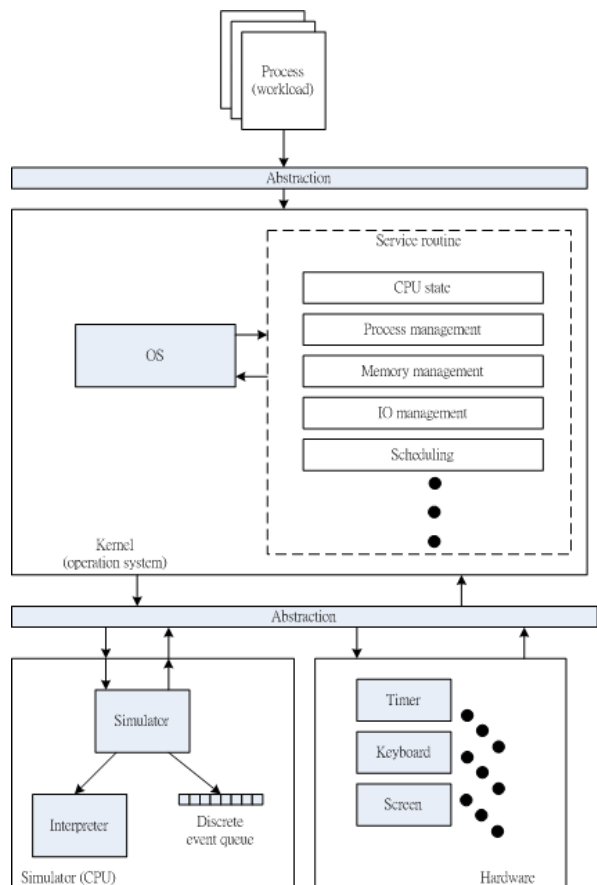 Process
(workload)
Abstraction
Service routine
CPU state
OS
Process management
Memory management
IO management
Scheduling
Kernel
(operation system)
Abstraction
Simulator
Timer
Keyboard
Screen
Interpreter
Discrete
event queue
Simulator (CPU)
Hardware